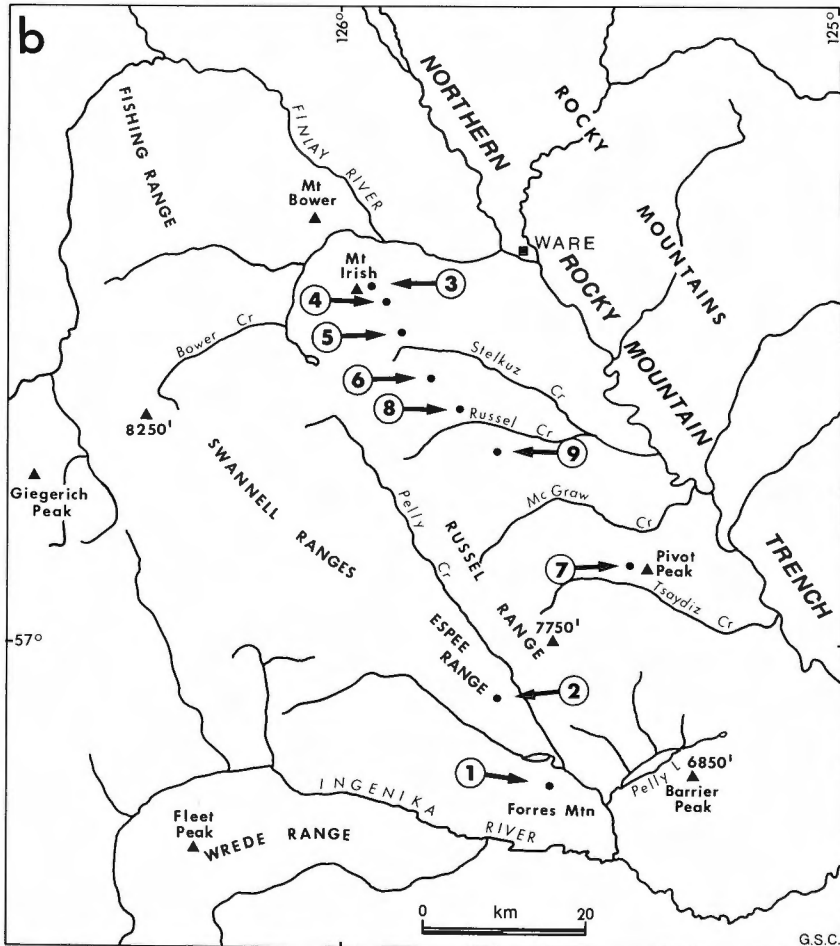 b
126°
125°
NORTHERN
ROCKY
MOUNTAINS
FISHING RANGE
FINLAY
RIVER
Mt
Bower
WARE
Mt
Irish
3
4
5
ROCKY
MOUNTAIN
TRENCH
Bower Cr
Stelkuz Cr
6
8
Russel Cr
8250'
9
Giegerich
Peak
SWANNELL
RANGES
Pelly Cr
RUSSEL
RANGE
Mc Graw Cr
7
Pivot
Peak
Tsaydiz Cr
57°
7750'
ESPEE
RANGE
2
1
6850'
Pelly L
Barrier
Peak
INGENIKA
RIVER
Forres Mtn
Fleet
Peak
WREDE RANGE
0 km 20
G.S.C.